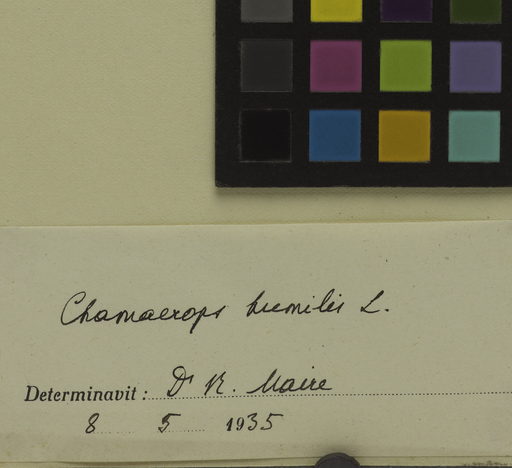 Chamaerops humilis L.
Determinavit: Dr R. Maire
8 5 1935